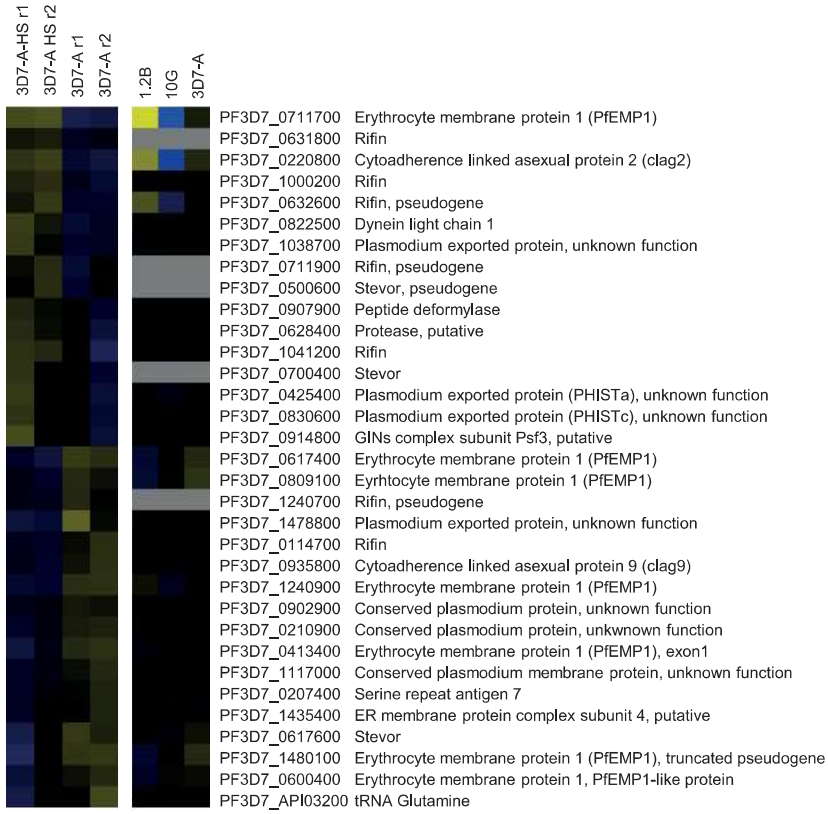 3D7-A-HS r1
3D7-A HS r2
3D7-A r1
3D7-A r2
1.2B
10G
3D7-A
PF3D7_0711700 Erythrocyte membrane protein 1 (PfEMP1)
PF3D7_0631800 Rifin
PF3D7_0220800 Cytoadherence linked asexual protein 2 (clag2)
PF3D7_1000200 Rifin
PF3D7_0632600 Rifin, pseudogene
PF3D7_0822500 Dynein light chain 1
PF3D7_1038700 Plasmodium exported protein, unknown function
PF3D7_0711900 Rifin, pseudogene
PF3D7_0500600 Stevor, pseudogene
PF3D7_0907900 Peptide deformylase
PF3D7_0628400 Protease, putative
PF3D7_1041200 Rifin
PF3D7_0700400 Stevor
PF3D7_0425400 Plasmodium exported protein (PHISTa), unknown function
PF3D7_0830600 Plasmodium exported protein (PHISTc), unknown function
PF3D7_0914800 GINs complex subunit Psf3, putative
PF3D7_0617400 Erythrocyte membrane protein 1 (PfEMP1)
PF3D7_0809100 Eyrhtocyte membrane protein 1 (PfEMP1)
PF3D7_1240700 Rifin, pseudogene
PF3D7_1478800 Plasmodium exported protein, unknown function
PF3D7_0114700 Rifin
PF3D7_0935800 Cytoadherence linked asexual protein 9 (clag9)
PF3D7_1240900 Erythrocyte membrane protein 1 (PfEMP1)
PF3D7_0902900 Conserved plasmodium protein, unknown function
PF3D7_0210900 Conserved plasmodium protein, unkwnown function
PF3D7_0413400 Erythrocyte membrane protein 1 (PfEMP1), exon1
PF3D7_1117000 Conserved plasmodium membrane protein, unknown function
PF3D7_0207400 Serine repeat antigen 7
PF3D7_1435400 ER membrane protein complex subunit 4, putative
PF3D7_0617600 Stevor
PF3D7_1480100 Erythrocyte membrane protein 1 (PfEMP1), truncated pseudogene
PF3D7_0600400 Erythrocyte membrane protein 1, PfEMP1-like protein
PF3D7_API03200 tRNA Glutamine